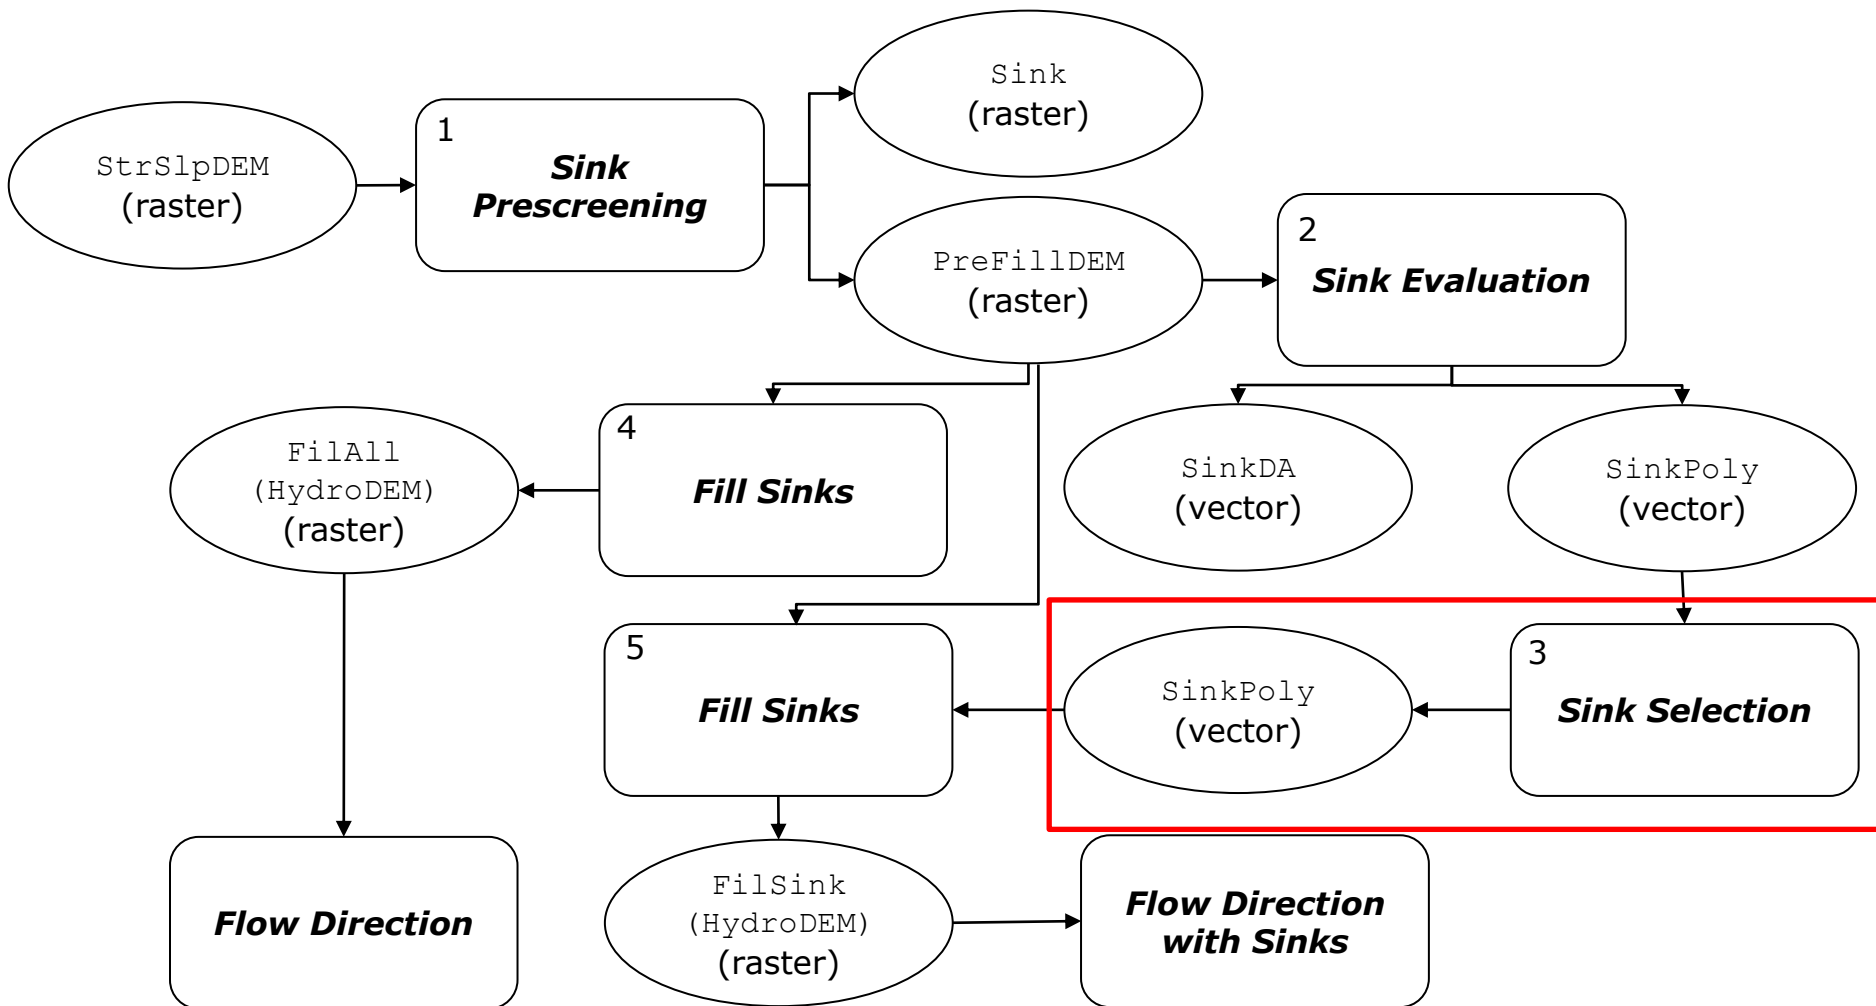 Sink
(raster)
1
Sink
Prescreening
StrSlpDEM
(raster)
PreFillDEM
(raster)
2
Sink Evaluation
4
Fill Sinks
FilAll
(HydroDEM)
(raster)
SinkDA
(vector)
SinkPoly
(vector)
5
Fill Sinks
SinkPoly
(vector)
3
Sink Selection
Flow Direction
FilSink
(HydroDEM)
(raster)
Flow Direction
with Sinks